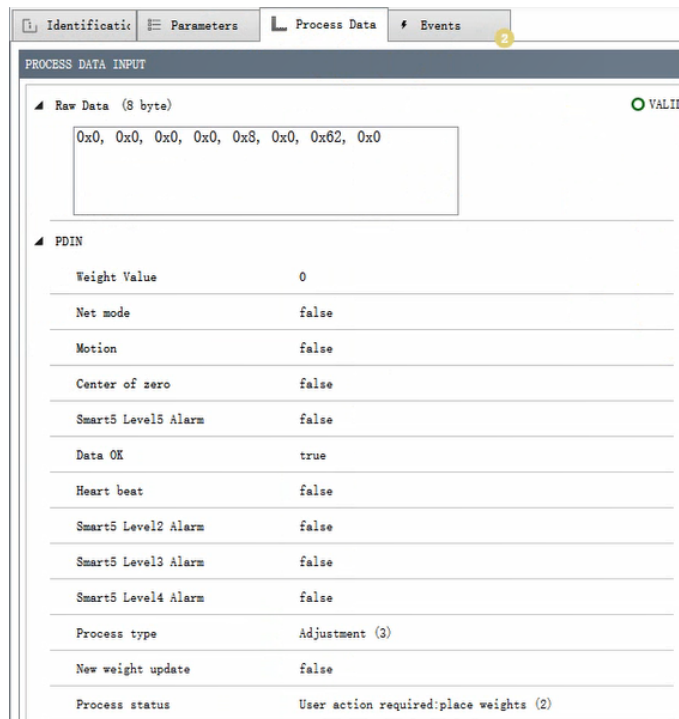 Identificatio Parameters Process Data Events
2
PROCESS DATA INPUT
Raw Data (8 byte) VALI
0x0, 0x0, 0x0, 0x0, 0x8, 0x0, 0x62, 0x0
PDIN
Weight Value 0
Net mode false
Motion false
Center of zero false
Smart5 Level5 Alarm false
Data OK true
Heart beat false
Smart5 Level2 Alarm false
Smart5 Level3 Alarm false
Smart5 Level4 Alarm false
Process type Adjustment (3)
New weight update false
Process status User action required:place weights (2)